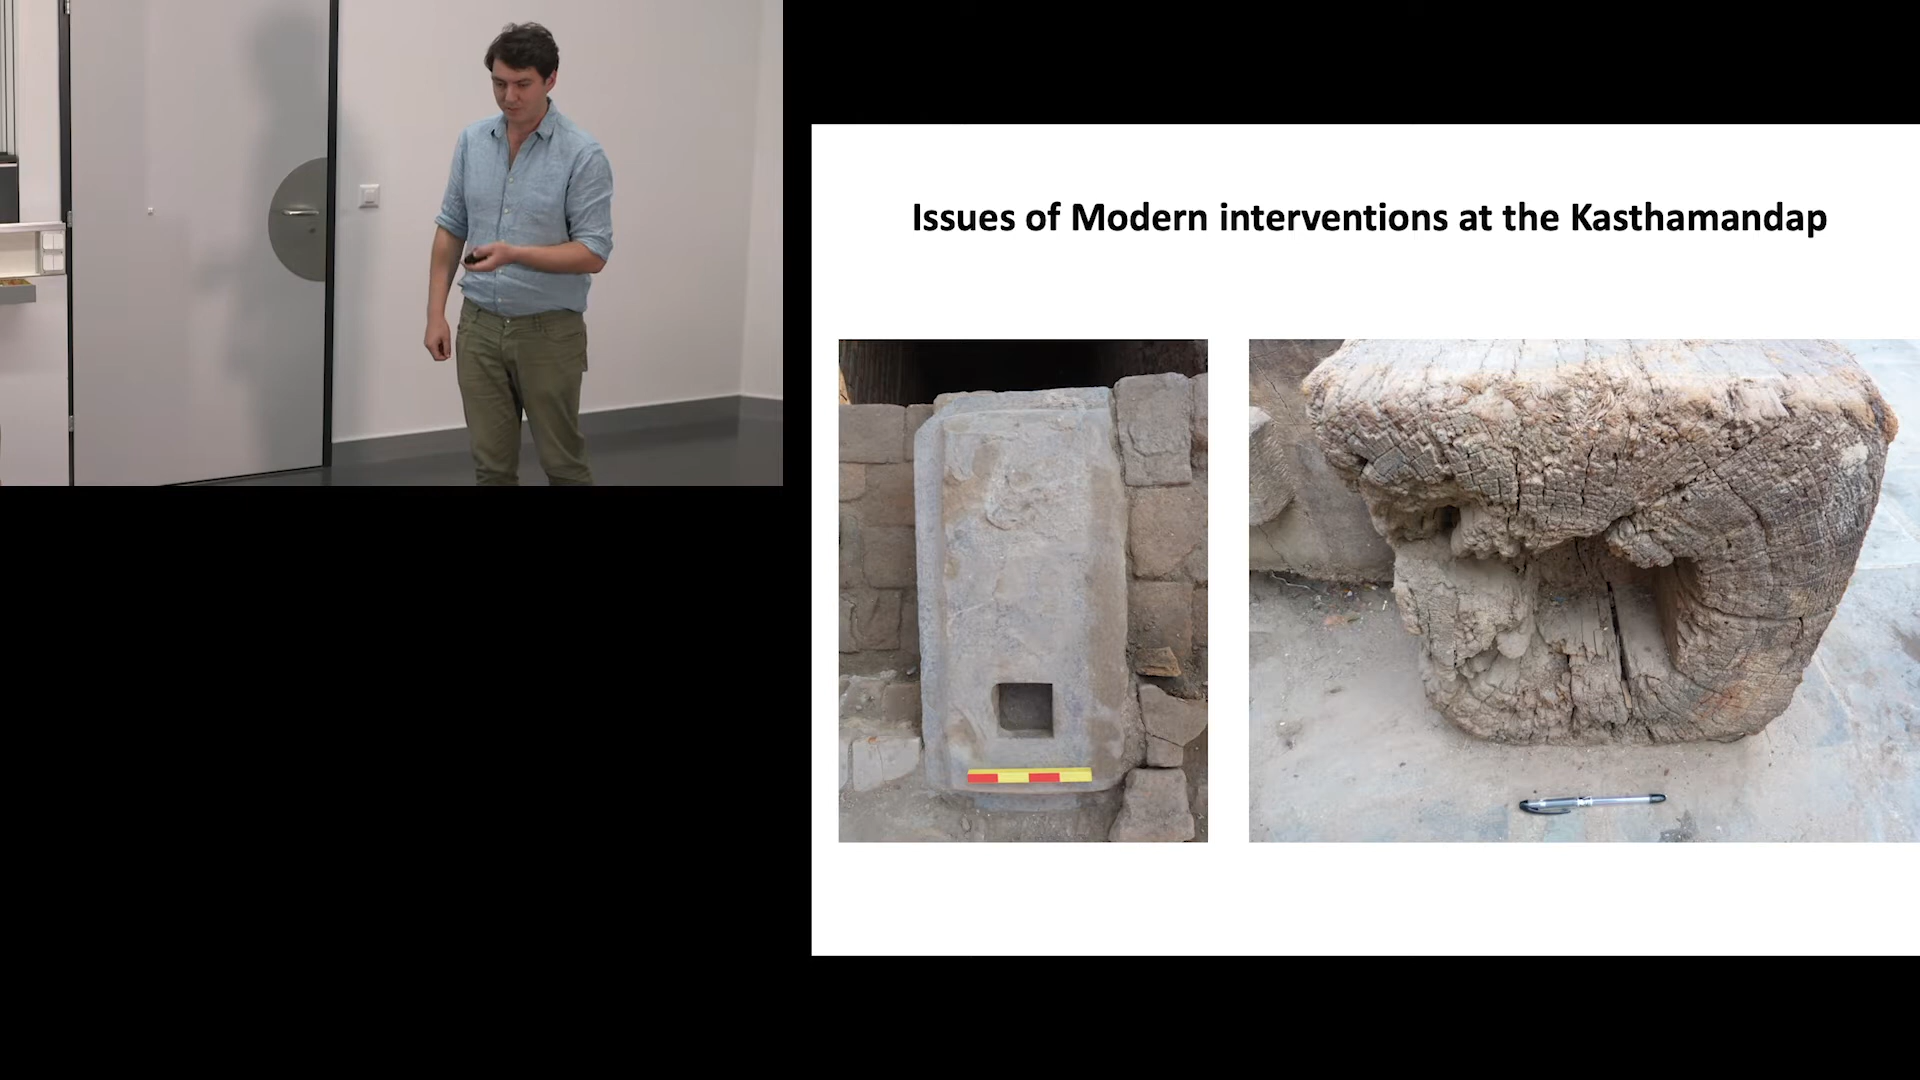 Issues of Modern interventions at the Kasthamandap